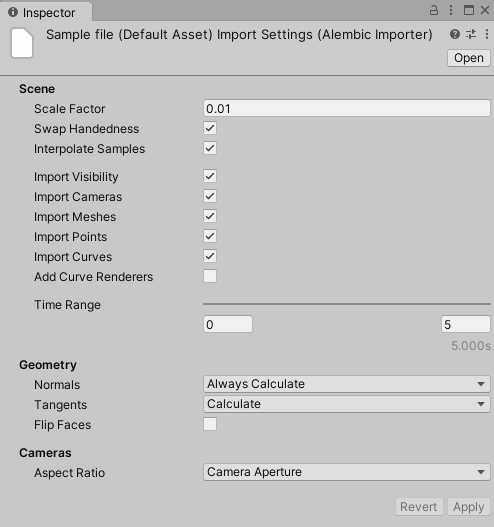 Inspector
Sample file (Default Asset) Import Settings (Alembic Importer)
Open
Scene
Scale Factor 0.01
Swap Handedness
Interpolate Samples
Import Visibility
Import Cameras
Import Meshes
Import Points
Import Curves
Add Curve Renderers
Time Range
0 5
5.000s
Geometry
Normals Always Calculate
Tangents Calculate
Flip Faces
Cameras
Aspect Ratio Camera Aperture
Revert Apply